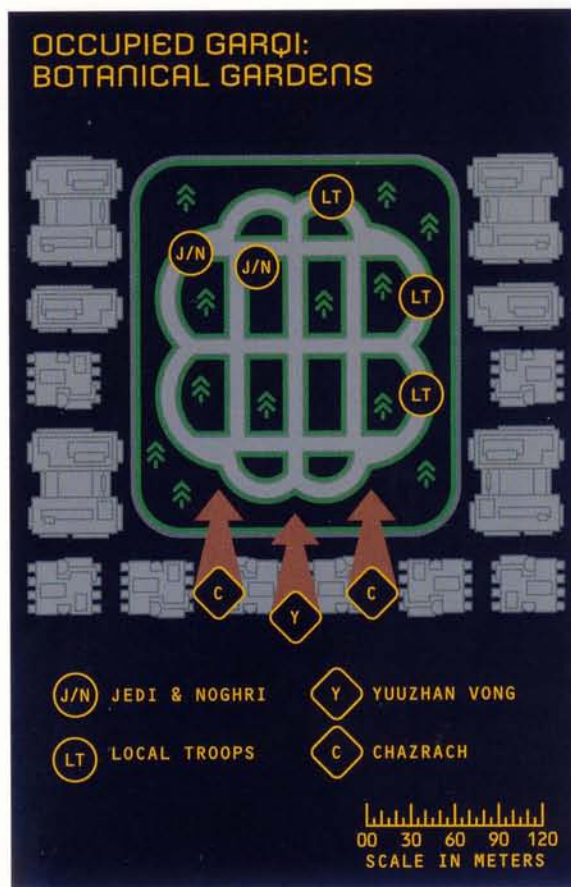 OCCUPIED GARQI:
BOTANICAL GARDENS
LT
J/N
J/N
LT
LT
C
Y
C
J/N JEDI & NOGHRI
Y YUUZHAN VONG
LT LOCAL TROOPS
C CHAZRACH
00 30 60 90 120
SCALE IN METERS